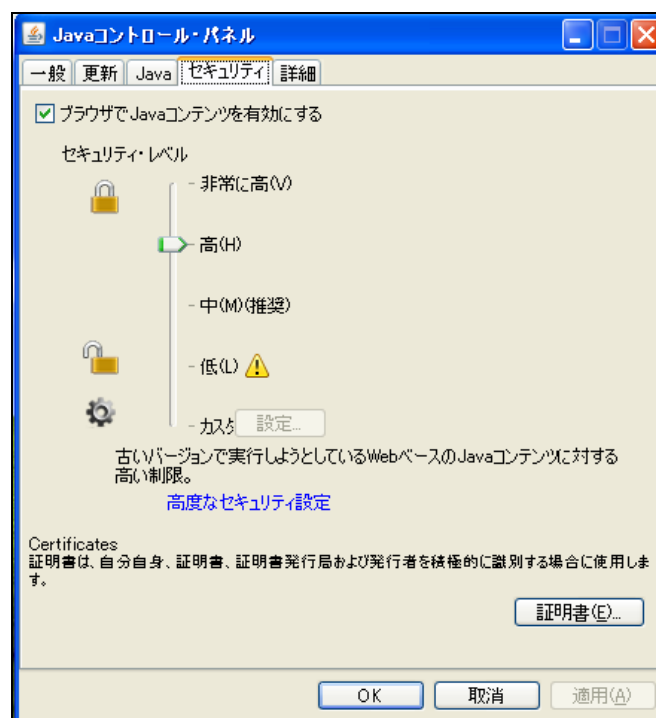 Javaコントロール・パネル
一般 更新 Java セキュリティ 詳細
ブラウザでJavaコンテンツを有効にする
セキュリティ・レベル
- 非常に高(V)
- 高(H)
- 中(M)(推奨)
- 低(L)
- カスタ 設定...
古いバージョンで実行しようとしているWebベースのJavaコンテンツに対する
高い制限。
高度なセキュリティ設定
Certificates
証明書は、自分自身、証明書、証明書発行局および発行者を積極的に識別する場合に使用しま
す。
証明書(E)...
OK 取消 適用(A)